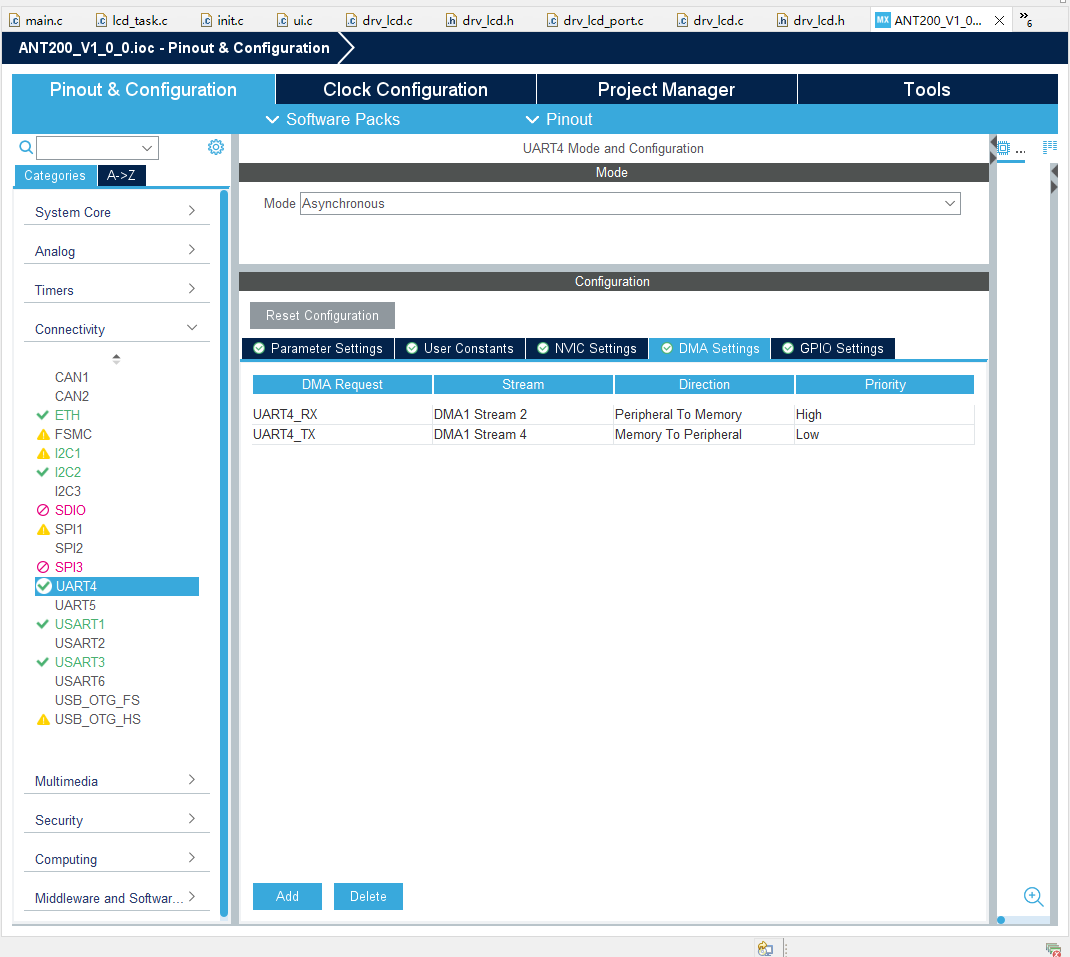 main.c lcd_task.c init.c ui.c drv_lcd.c drv_lcd.h drv_lcd_port.c drv_lcd.c drv_lcd.h MX ANT200_V1_0... »6
ANT200_V1_0_0.ioc - Pinout & Configuration
Pinout & Configuration Clock Configuration Project Manager Tools
Software Packs Pinout
UART4 Mode and Configuration ...
Categories A->Z
Mode
Mode Asynchronous
System Core
Analog
Timers
Connectivity
CAN1
CAN2
ETH
FSMC
I2C1
I2C2
I2C3
SDIO
SPI1
SPI2
SPI3
UART4
UART5
USART1
USART2
USART3
USART6
USB_OTG_FS
USB_OTG_HS
Multimedia
Security
Computing
Middleware and Softwar...
Configuration
Reset Configuration
Parameter Settings User Constants NVIC Settings DMA Settings GPIO Settings
DMA Request Stream Direction Priority
UART4_RX DMA1 Stream 2 Peripheral To Memory High
UART4_TX DMA1 Stream 4 Memory To Peripheral Low
Add Delete